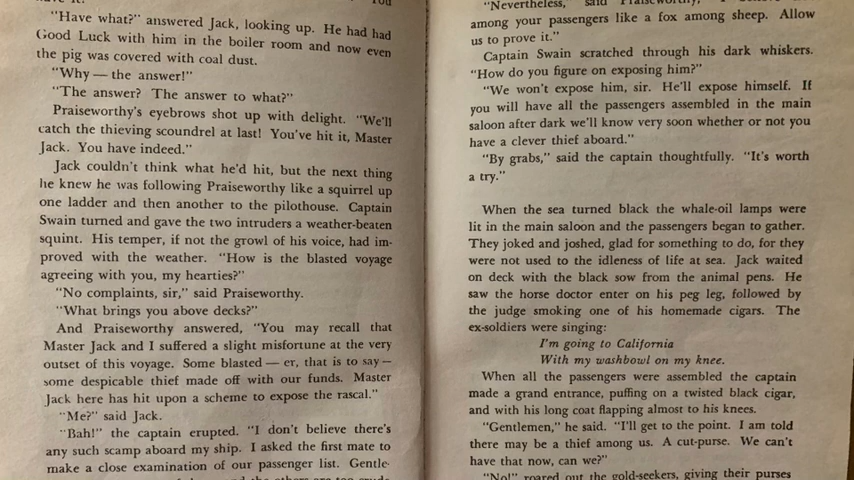 "Have what?" answered Jack, looking up. He had had
Good Luck with him in the boiler room and now even
the pig was covered with coal dust.
"Why — the answer!"
"The answer? The answer to what?"
Praiseworthy's eyebrows shot up with delight. "We'll
catch the thieving scoundrel at last! You've hit it, Master
Jack. You have indeed."
Jack couldn't think what he'd hit, but the next thing
he knew he was following Praiseworthy like a squirrel up
one ladder and then another to the pilothouse. Captain
Swain turned and gave the two intruders a weather-beaten
squint. His temper, if not the growl of his voice, had im-
proved with the weather. "How is the blasted voyage
agreeing with you, my hearties?"
"No complaints, sir," said Praiseworthy.
"What brings you above decks?"
And Praiseworthy answered, "You may recall that
Master Jack and I suffered a slight misfortune at the very
outset of this voyage. Some blasted — er, that is to say —
some despicable thief made off with our funds. Master
Jack here has hit upon a scheme to expose the rascal."
"Me?" said Jack.
"Bah!" the captain erupted. "I don't believe there's
any such scamp aboard my ship. I asked the first mate to
make a close examination of our passenger list. Gentle-
"Nevertheless," said Praiseworthy,
among your passengers like a fox among sheep. Allow
us to prove it."
Captain Swain scratched through his dark whiskers.
"How do you figure on exposing him?"
"We won't expose him, sir. He'll expose himself. If
you will have all the passengers assembled in the main
saloon after dark we'll know very soon whether or not you
have a clever thief aboard."
"By grabs," said the captain thoughtfully. "It's worth
a try."
When the sea turned black the whale-oil lamps were
lit in the main saloon and the passengers began to gather.
They joked and joshed, glad for something to do, for they
were not used to the idleness of life at sea. Jack waited
on deck with the black sow from the animal pens. He
saw the horse doctor enter on his peg leg, followed by
the judge smoking one of his homemade cigars. The
ex-soldiers were singing:
I'm going to California
With my washbowl on my knee.
When all the passengers were assembled the captain
made a grand entrance, puffing on a twisted black cigar,
and with his long coat flapping almost to his knees.
"Gentlemen," he said. "I'll get to the point. I am told
there may be a thief among us. A cut-purse. We can't
have that now, can we?"
"No!" roared out the gold-seekers, giving their purses